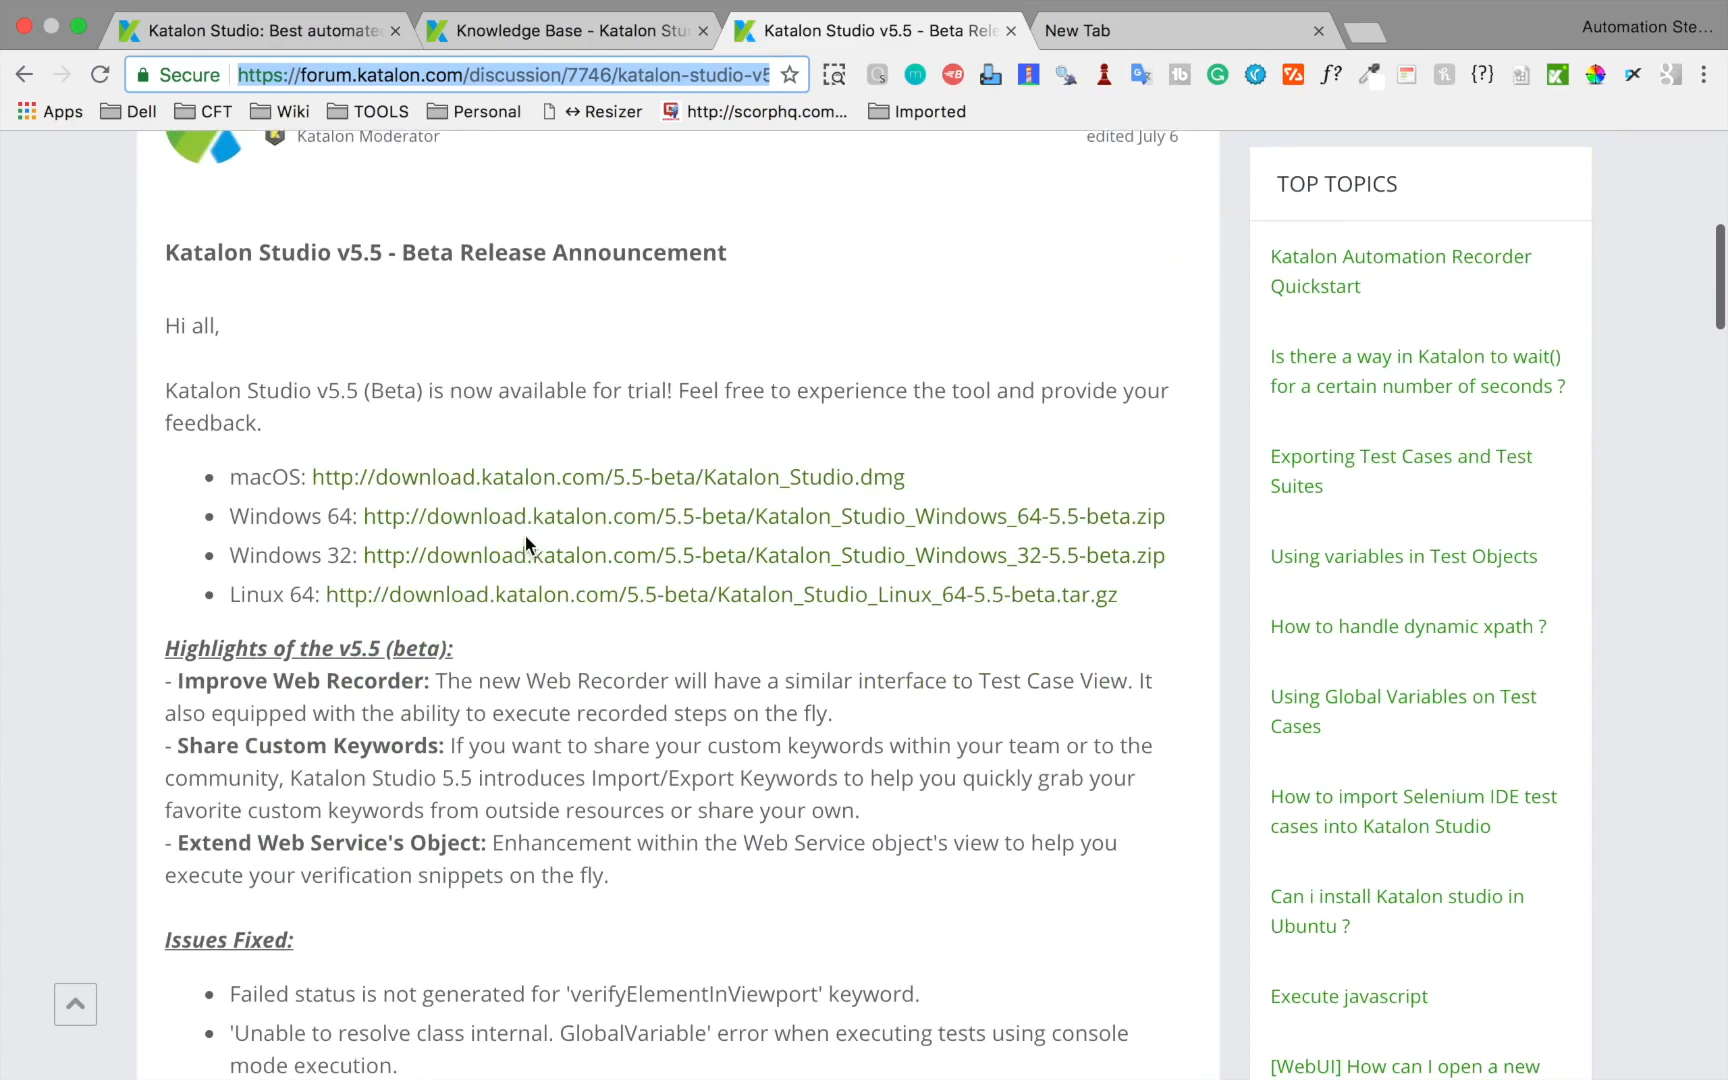 Katalon Studio: Best automate
Knowledge Base - Katalon Stu
Katalon Studio v5.5 - Beta Rele
New Tab
Automation Ste...
Secure
https://forum.katalon.com/discussion/7746/katalon-studio-v5
Apps
Dell
CFT
Wiki
TOOLS
Personal
↔ Resizer
http://scorphq.com...
Imported
Katalon Moderator
edited July 6
Katalon Studio v5.5 - Beta Release Announcement
Hi all,
Katalon Studio v5.5 (Beta) is now available for trial! Feel free to experience the tool and provide your
feedback.
macOS: http://download.katalon.com/5.5-beta/Katalon_Studio.dmg
Windows 64: http://download.katalon.com/5.5-beta/Katalon_Studio_Windows_64-5.5-beta.zip
Windows 32: http://download.katalon.com/5.5-beta/Katalon_Studio_Windows_32-5.5-beta.zip
Linux 64: http://download.katalon.com/5.5-beta/Katalon_Studio_Linux_64-5.5-beta.tar.gz
Highlights of the v5.5 (beta):
- Improve Web Recorder: The new Web Recorder will have a similar interface to Test Case View. It
also equipped with the ability to execute recorded steps on the fly.
- Share Custom Keywords: If you want to share your custom keywords within your team or to the
community, Katalon Studio 5.5 introduces Import/Export Keywords to help you quickly grab your
favorite custom keywords from outside resources or share your own.
- Extend Web Service's Object: Enhancement within the Web Service object's view to help you
execute your verification snippets on the fly.
Issues Fixed:
Failed status is not generated for 'verifyElementInViewport' keyword.
'Unable to resolve class internal. GlobalVariable' error when executing tests using console
mode execution.
TOP TOPICS
Katalon Automation Recorder
Quickstart
Is there a way in Katalon to wait()
for a certain number of seconds ?
Exporting Test Cases and Test
Suites
Using variables in Test Objects
How to handle dynamic xpath ?
Using Global Variables on Test
Cases
How to import Selenium IDE test
cases into Katalon Studio
Can i install Katalon studio in
Ubuntu ?
Execute javascript
[WebUI] How can I open a new